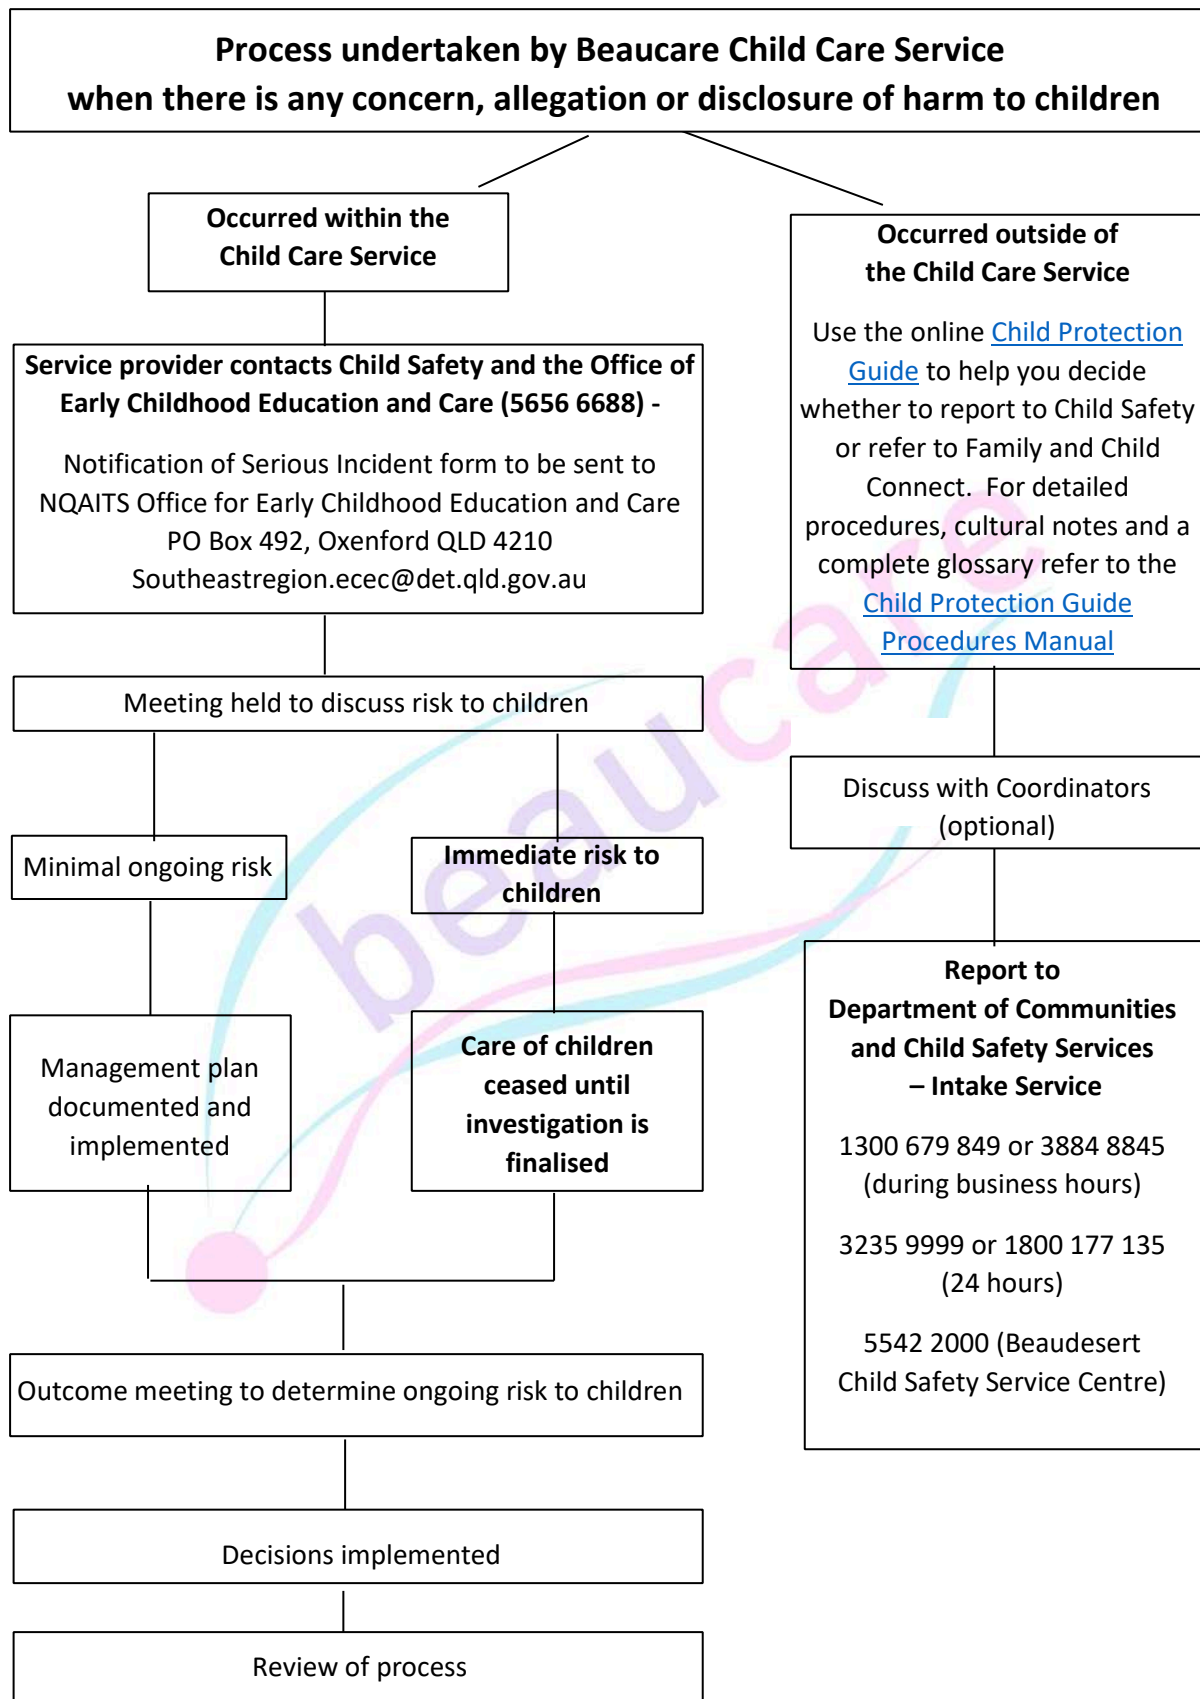 Process undertaken by Beaucare Child Care Service
when there is any concern, allegation or disclosure of harm to children
Occurred within the
Child Care Service
Service provider contacts Child Safety and the Office of
Early Childhood Education and Care (5656 6688) -
Notification of Serious Incident form to be sent to
NQAITS Office for Early Childhood Education and Care
PO Box 492, Oxenford QLD 4210
Southeastregion.ecec@det.qld.gov.au
Meeting held to discuss risk to children
Minimal ongoing risk
Immediate risk to
children
Management plan
documented and
implemented
Care of children
ceased until
investigation is
finalised
Outcome meeting to determine ongoing risk to children
Decisions implemented
Review of process
Occurred outside of
the Child Care Service
Use the online Child Protection
Guide to help you decide
whether to report to Child Safety
or refer to Family and Child
Connect.  For detailed
procedures, cultural notes and a
complete glossary refer to the
Child Protection Guide
Procedures Manual
Discuss with Coordinators
(optional)
Report to
Department of Communities
and Child Safety Services
– Intake Service
1300 679 849 or 3884 8845
(during business hours)
3235 9999 or 1800 177 135
(24 hours)
5542 2000 (Beaudesert
Child Safety Service Centre)
beaucare